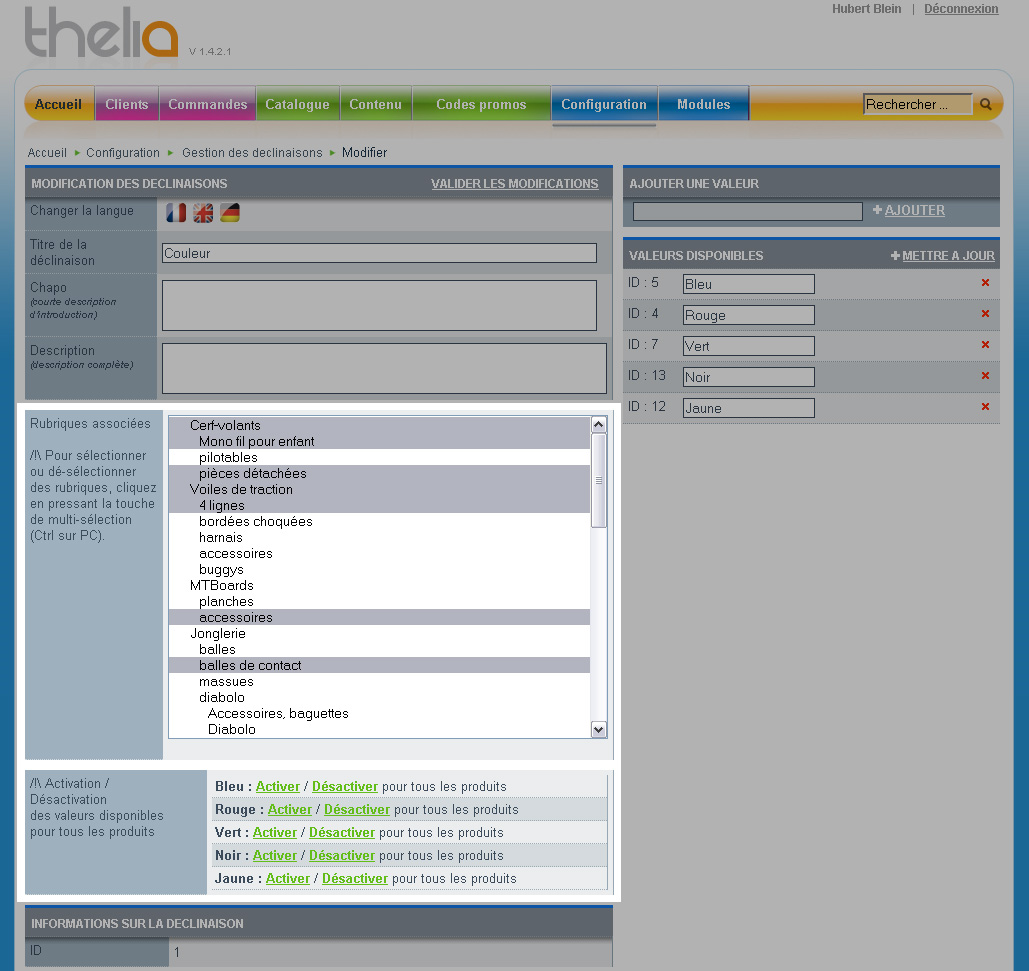 Hubert Blein | Déconnexion
thelia
V 1.4.2.1
Accueil Clients Commandes Catalogue Contenu Codes promos Configuration Modules Rechercher ...
Accueil Configuration Gestion des declinaisons Modifier
MODIFICATION DES DECLINAISONS VALIDER LES MODIFICATIONS
Changer la langue
Titre de la
déclinaison
Couleur
Chapo
(courte description
d'introduction)
Description
(description complète)
AJOUTER UNE VALEUR
+ AJOUTER
VALEURS DISPONIBLES + METTRE A JOUR
ID : 5 Bleu
ID : 4 Rouge
ID : 7 Vert
ID : 13 Noir
ID : 12 Jaune
Rubriques associées
/!\ Pour sélectionner
ou dé-sélectionner
des rubriques, cliquez
en pressant la touche
de multi-sélection
(Ctrl sur PC).
Cerf-volants
Mono fil pour enfant
pilotables
pièces détachées
Voiles de traction
4 lignes
bordées choquées
harnais
accessoires
buggys
MTBoards
planches
accessoires
Jonglerie
balles
balles de contact
massues
diabolo
Accessoires, baguettes
Diabolo
/!\ Activation /
Désactivation
des valeurs disponibles
pour tous les produits
Bleu : Activer / Désactiver pour tous les produits
Rouge : Activer / Désactiver pour tous les produits
Vert : Activer / Désactiver pour tous les produits
Noir : Activer / Désactiver pour tous les produits
Jaune : Activer / Désactiver pour tous les produits
INFORMATIONS SUR LA DECLINAISON
ID 1